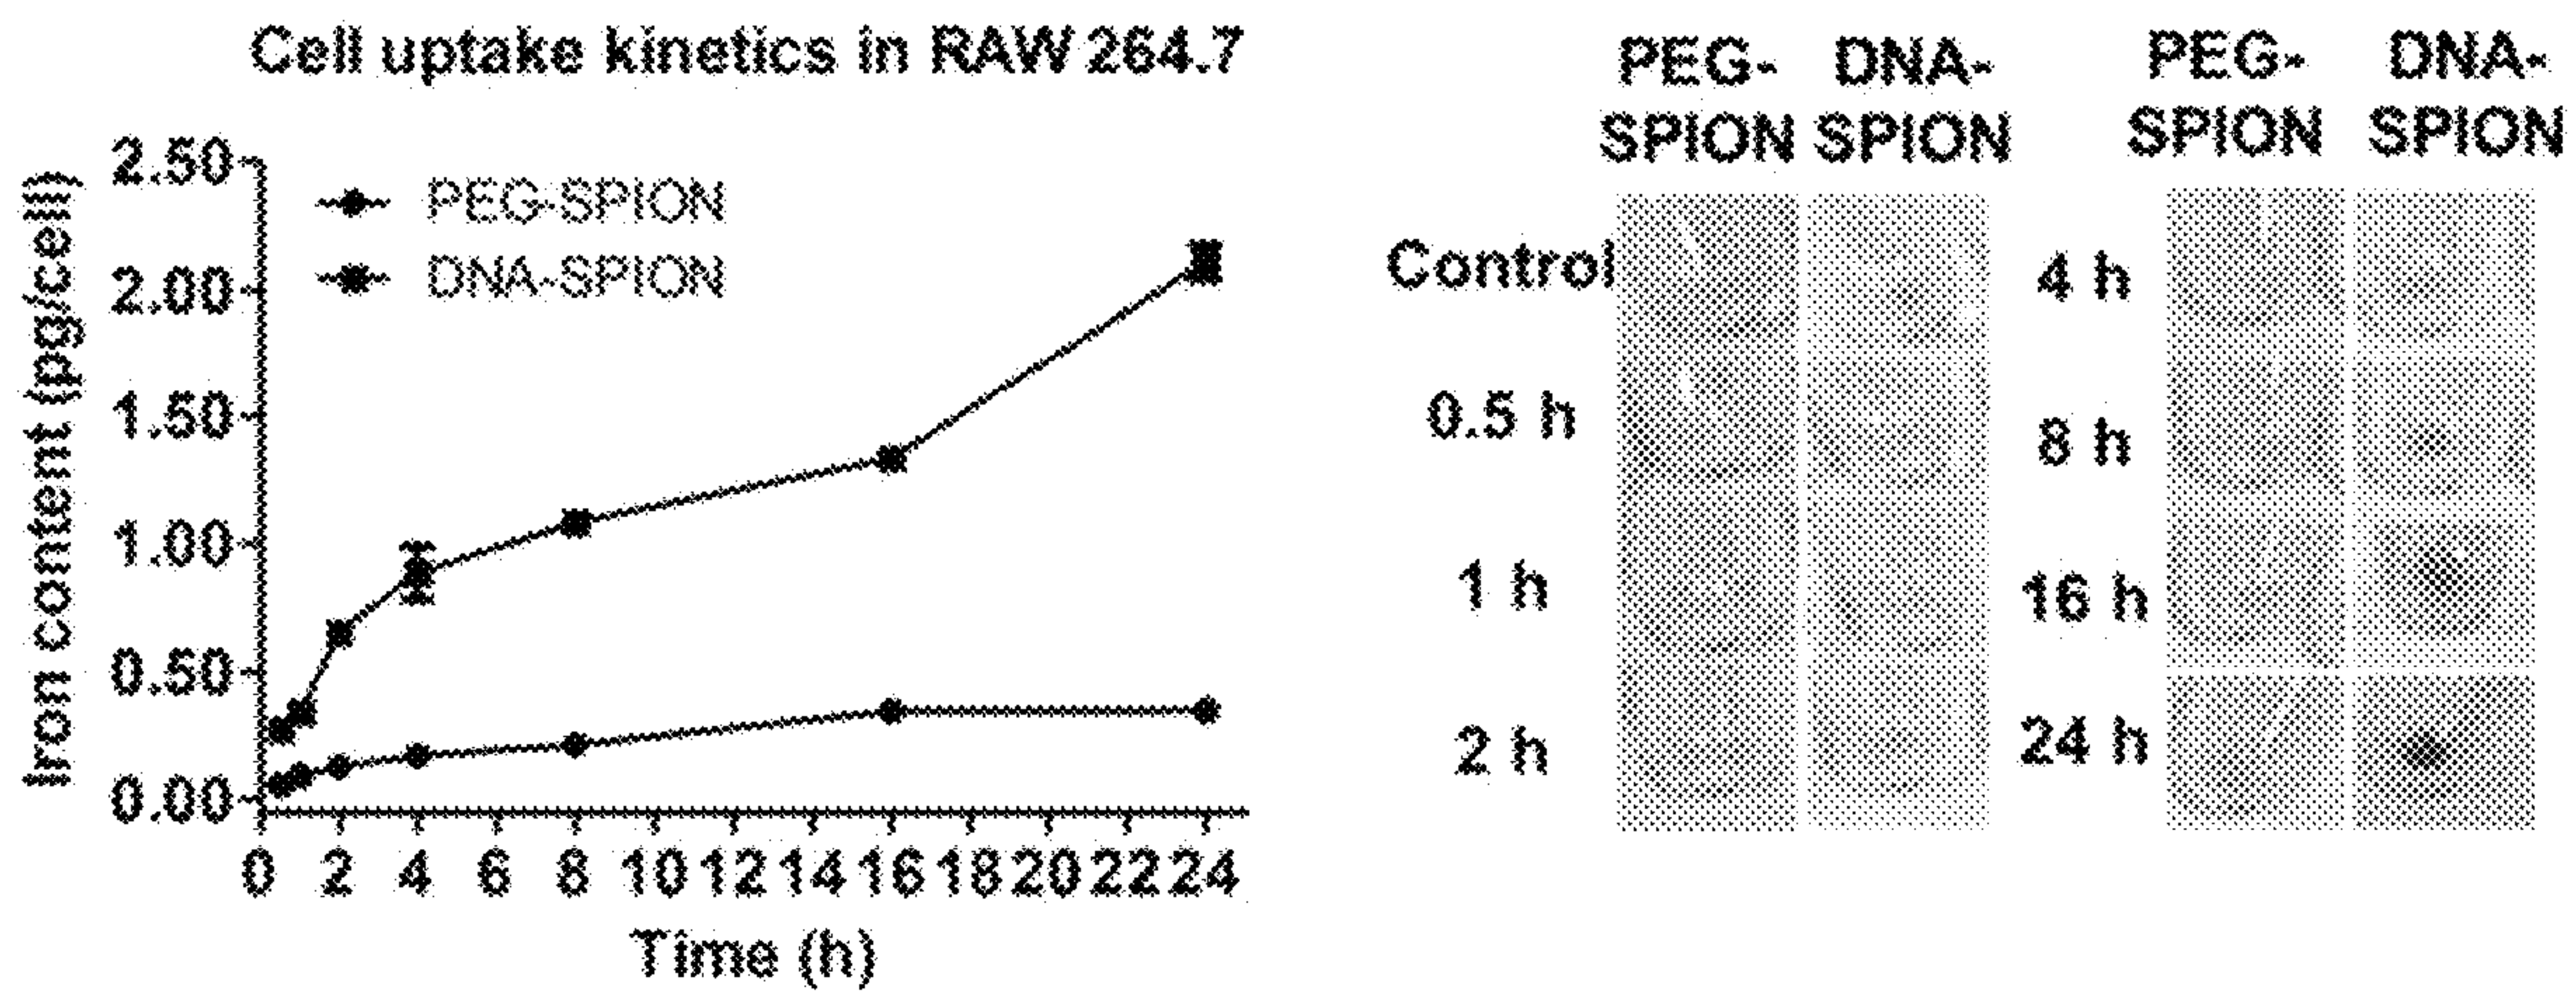 Cell uptake kinetics in RAW 264.7
Iron content (pg/cell)
2.50
2.00
1.50
1.00
0.50
0.00
PEG-SPION
DNA-SPION
0 2 4 6 8 10 12 14 16 18 20 22 24
Time (h)
PEG- DNA-
SPION SPION
Control
0.5 h
1 h
2 h
PEG- DNA-
SPION SPION
4 h
8 h
16 h
24 h